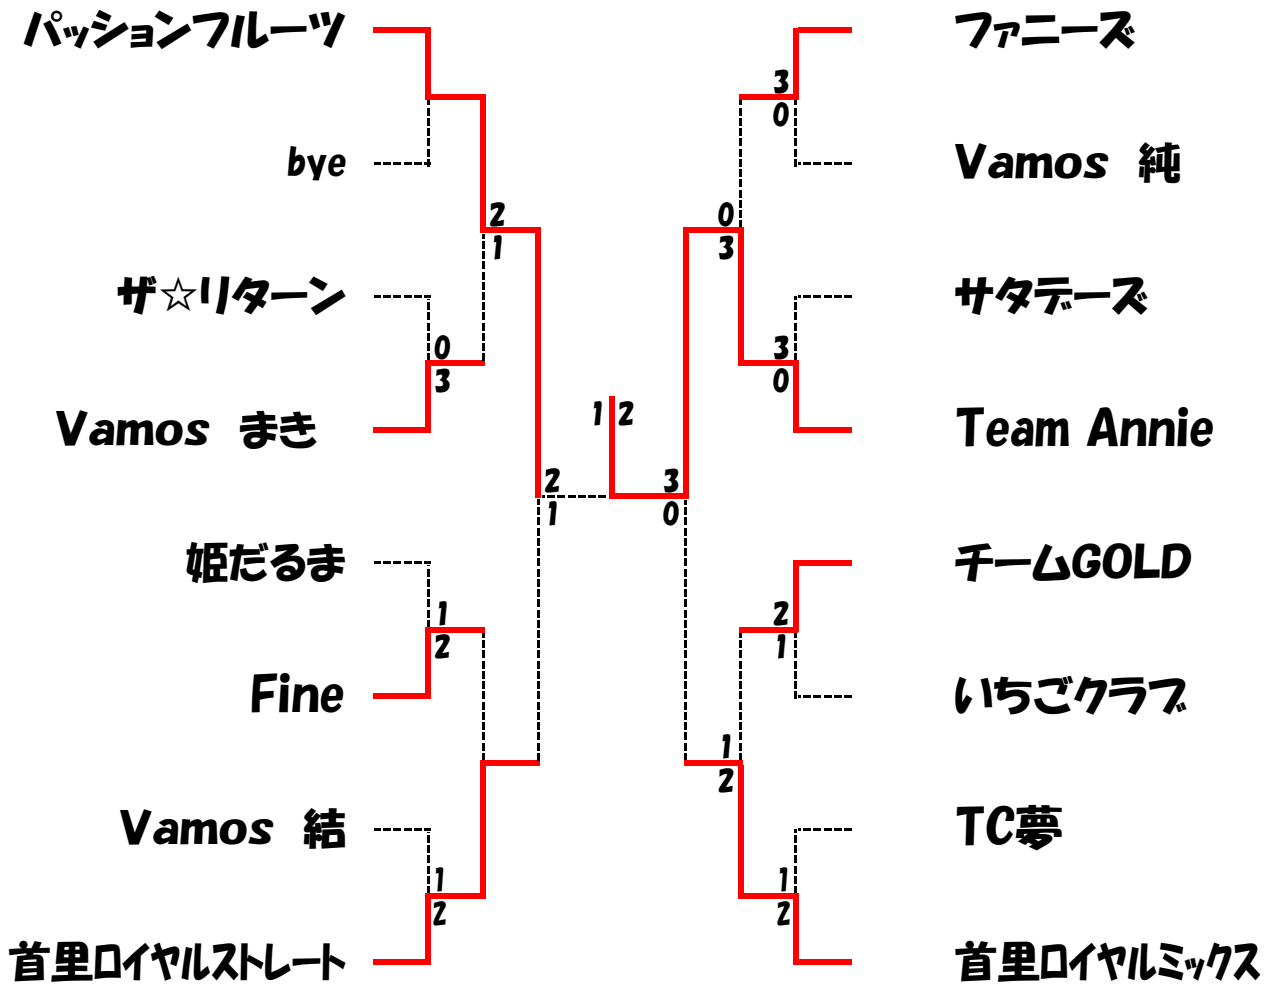 パッションフルーツ
bye
2
1
ザ☆リターン
0
3
Vamos まき
2
1
姫だるま
1
2
Fine
Vamos 結
1
2
首里ロイヤルストレート
1 2
ファニーズ
3
0
Vamos 純
0
3
サタデーズ
3
0
Team Annie
3
0
チームGOLD
2
1
いちごクラブ
1
2
TC夢
1
2
首里ロイヤルミックス